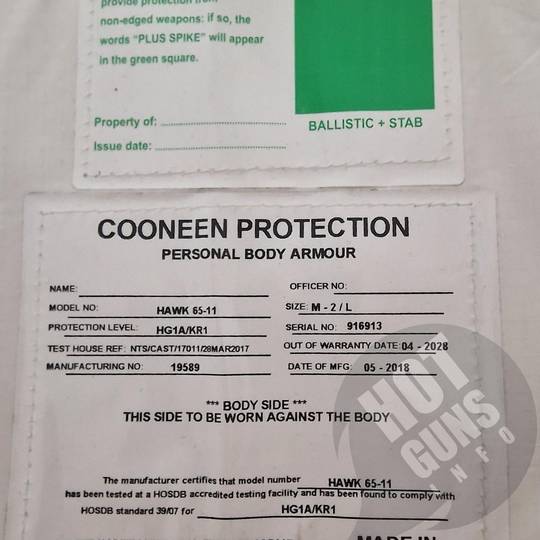 provide protection from
non-edged weapons: if so, the
words "PLUS SPIKE" will appear
in the green square.
Property of:
Issue date:
BALLISTIC + STAB
COONEEN PROTECTION
PERSONAL BODY ARMOUR
NAME:
OFFICER NO:
MODEL NO: HAWK 65-11
SIZE: M - 2 / L
PROTECTION LEVEL: HG1A/KR1
SERIAL NO: 916913
TEST HOUSE REF: NTS/CAST/17011/28MAR2017
OUT OF WARRANTY DATE: 04 - 2028
MANUFACTURING NO: 19589
DATE OF MFG: 05 - 2018
*** BODY SIDE ***
THIS SIDE TO BE WORN AGAINST THE BODY
The manufacturer certifies that model number HAWK 65-11
has been tested at a HOSDB accredited testing facility and has been found to comply with
HOSDB standard 39/07 for HG1A/KR1
MADE IN
HOT
GUNS
INFO